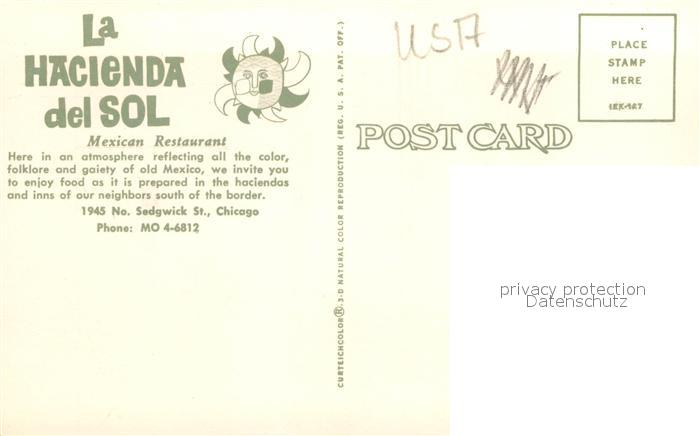 La
HACIENDA
del SOL
Mexican Restaurant
Here in an atmosphere reflecting all the color,
folklore and gaiety of old Mexico, we invite you
to enjoy food as it is prepared in the haciendas
and inns of our neighbors south of the border.
1945 No. Sedgwick St., Chicago
Phone: MO 4-6812
CURTEICHCOLOR® 3-D NATURAL COLOR REPRODUCTION (REG. U. S. A. PAT. OFF.)
USA
POST CARD
PLACE
STAMP
HERE
privacy protection
Datenschutz